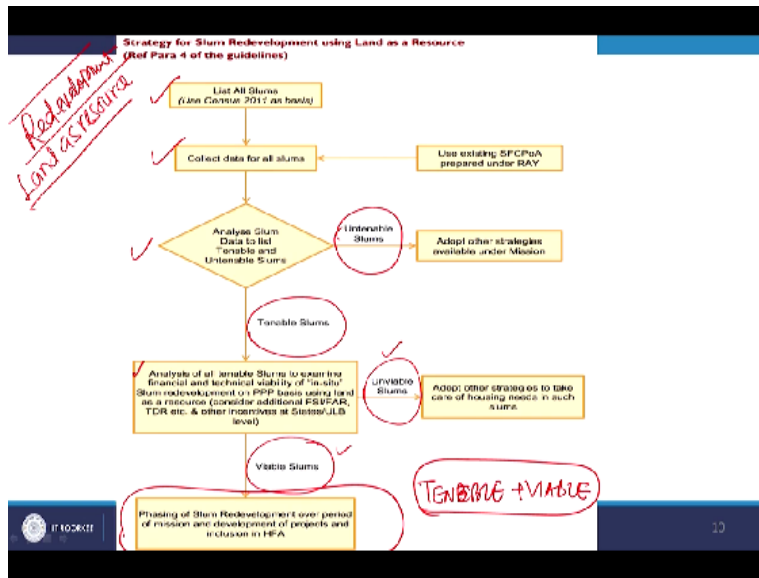 Strategy for Slum Redevelopment using Land as a Resource
(Ref Para 4 of the guidelines)
Redevelopment
Land as resource
List All Slums
(Use Census 2011 as basis)
Collect data for all slums
Use existing SFCPoA
prepared under RAY
Analyse Slum
Data to list
Tenable and
Untenable Slums
Untenable
Slums
Adopt other strategies
available under Mission
Tenable Slums
Analysis of all tenable Slums to examine
financial and technical viability of "in-situ"
Slum redevelopment on PPP basis using land
as a resource (consider additional FSI/FAR,
TDR etc. & other incentives at States/ULB
level)
Unviable
Slums
Adopt other strategies to take
care of housing needs in such
slums
Viable Slums
TENEBLE + VIABLE
Phasing of Slum Redevelopment over period
of mission and development of projects and
inclusion in HFA
IIT ROORKEE
20